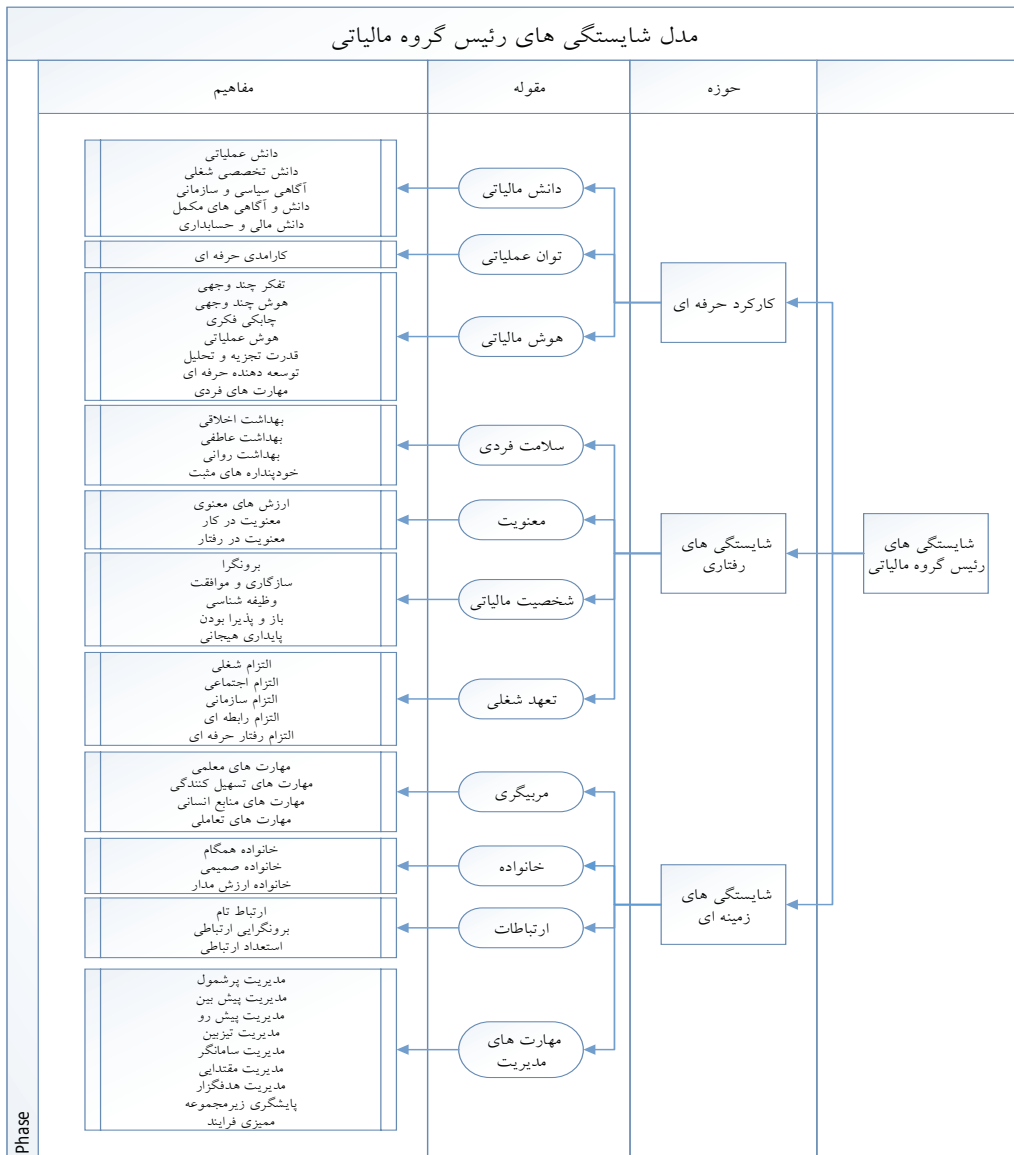 مدل شایستگی های رئیس گروه مالیاتی
حوزه
مقوله
مفاهیم
شایستگی های
رئیس گروه مالیاتی
کارکرد حرفه ای
دانش مالیاتی
دانش عملیاتی
دانش تخصصی شغلی
آگاهی سیاسی و سازمانی
دانش و آگاهی های مکمل
دانش مالی و حسابداری
توان عملیاتی
کارامدی حرفه ای
هوش مالیاتی
تفکر چند وجهی
هوش چند وجهی
چابکی فکری
هوش عملیاتی
قدرت تجزیه و تحلیل
توسعه دهنده حرفه ای
مهارت های فردی
شایستگی های
رفتاری
سلامت فردی
بهداشت اخلاقی
بهداشت عاطفی
بهداشت روانی
خودپنداره های مثبت
معنویت
ارزش های معنوی
معنویت در کار
معنویت در رفتار
شخصیت مالیاتی
برونگرا
سازگاری و موافقت
وظیفه شناسی
باز و پذیرا بودن
پایداری هیجانی
تعهد شغلی
التزام شغلی
التزام اجتماعی
التزام سازمانی
التزام رابطه ای
التزام رفتار حرفه ای
شایستگی های
زمینه ای
مربیگری
مهارت های معلمی
مهارت های تسهیل کنندگی
مهارت های منابع انسانی
مهارت های تعاملی
خانواده
خانواده همگام
خانواده صمیمی
خانواده ارزش مدار
ارتباطات
ارتباط تام
برونگرایی ارتباطی
استعداد ارتباطی
مهارت های
مدیریت
مدیریت پرشمول
مدیریت پیش بین
مدیریت پیش رو
مدیریت تیزبین
مدیریت سامانگر
مدیریت مقتدایی
مدیریت هدفگزار
پایشگری زیرمجموعه
ممیزی فرایند
Phase